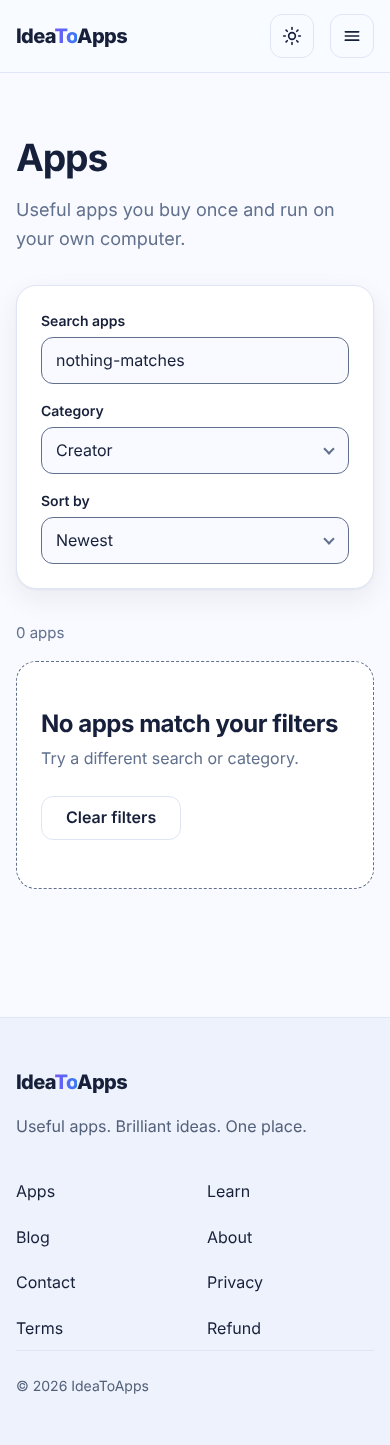 IdeaToApps
Apps
Useful apps you buy once and run on
your own computer.
Search apps
nothing-matches
Category
Creator
Sort by
Newest
0 apps
No apps match your filters
Try a different search or category.
Clear filters
IdeaToApps
Useful apps. Brilliant ideas. One place.
Apps
Learn
Blog
About
Contact
Privacy
Terms
Refund
© 2026 IdeaToApps